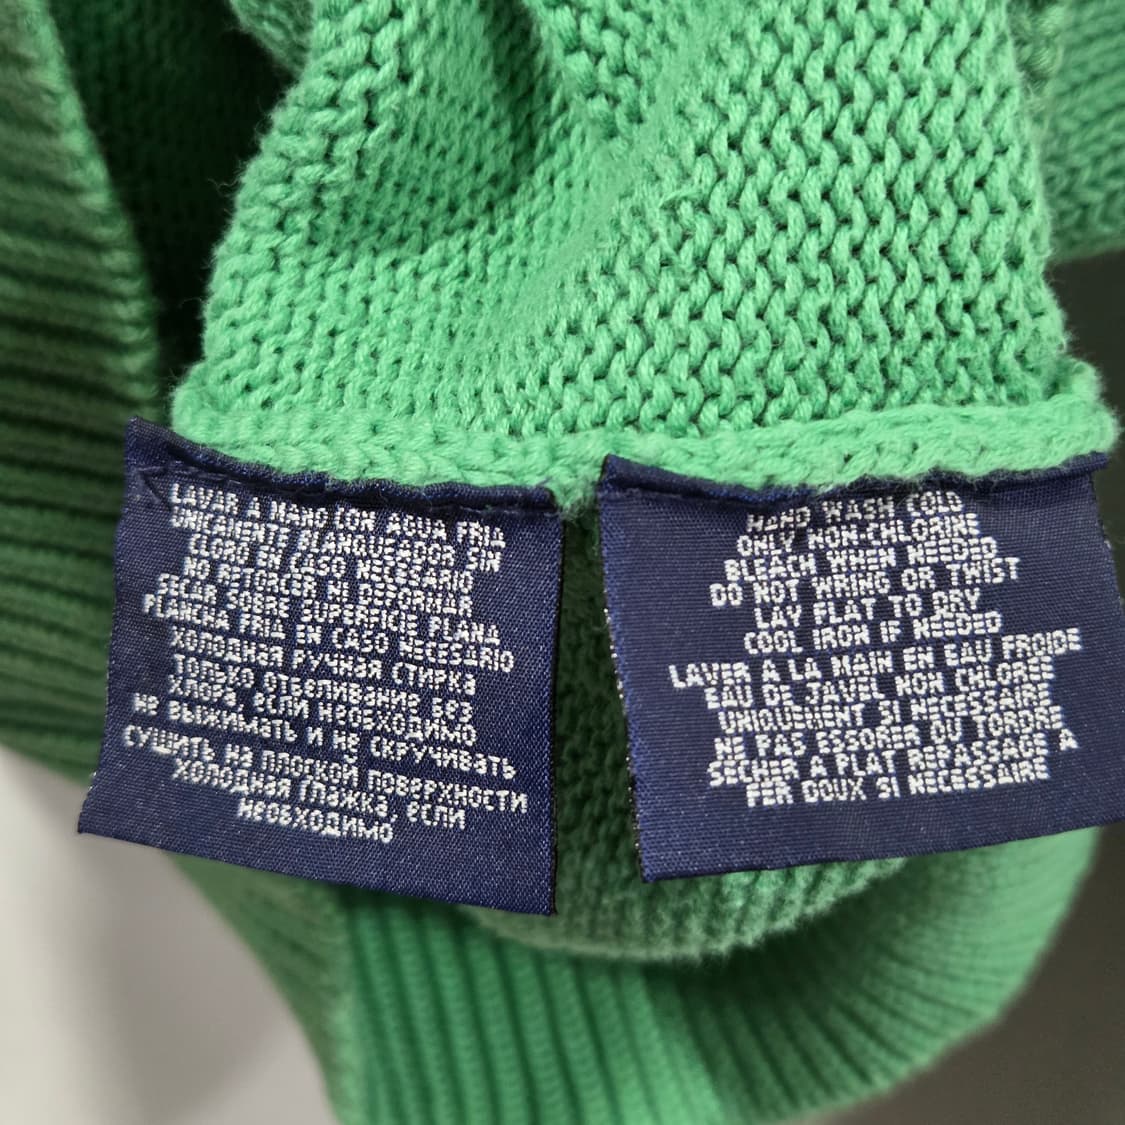 LAVAR A MANO CON AGUA FRIA
UNICAMENTE BLANQUEADOR SIN
CLORO EN CASO NECESARIO
NO RETORCER NI DEFORMAR
SECAR SOBRE SUPERFICIE PLANA
PLANCHA FRIA EN CASO NECESARIO
ХОЛОДНАЯ РУЧНАЯ СТИРКА
ТОЛЬКО ОТБЕЛИВАНИЕ БЕЗ
ХЛОРА, ЕСЛИ НЕОБХОДИМО
НЕ ВЫЖИМАТЬ И НЕ СКРУЧИВАТЬ
СУШИТЬ НА ПЛОСКОЙ ПОВЕРХНОСТИ
ХОЛОДНАЯ ГЛАЖКА, ЕСЛИ
НЕОБХОДИМО
HAND WASH COLD
ONLY NON-CHLORINE
BLEACH WHEN NEEDED
DO NOT WRING OR TWIST
LAY FLAT TO DRY
COOL IRON IF NEEDED
LAVER A LA MAIN EN EAU FROIDE
EAU DE JAVEL NON CHLOREE
UNIQUEMENT SI NECESSAIRE
NE PAS ESSORER OU TORDRE
SECHER A PLAT REPASSAGE A
FER DOUX SI NECESSAIRE